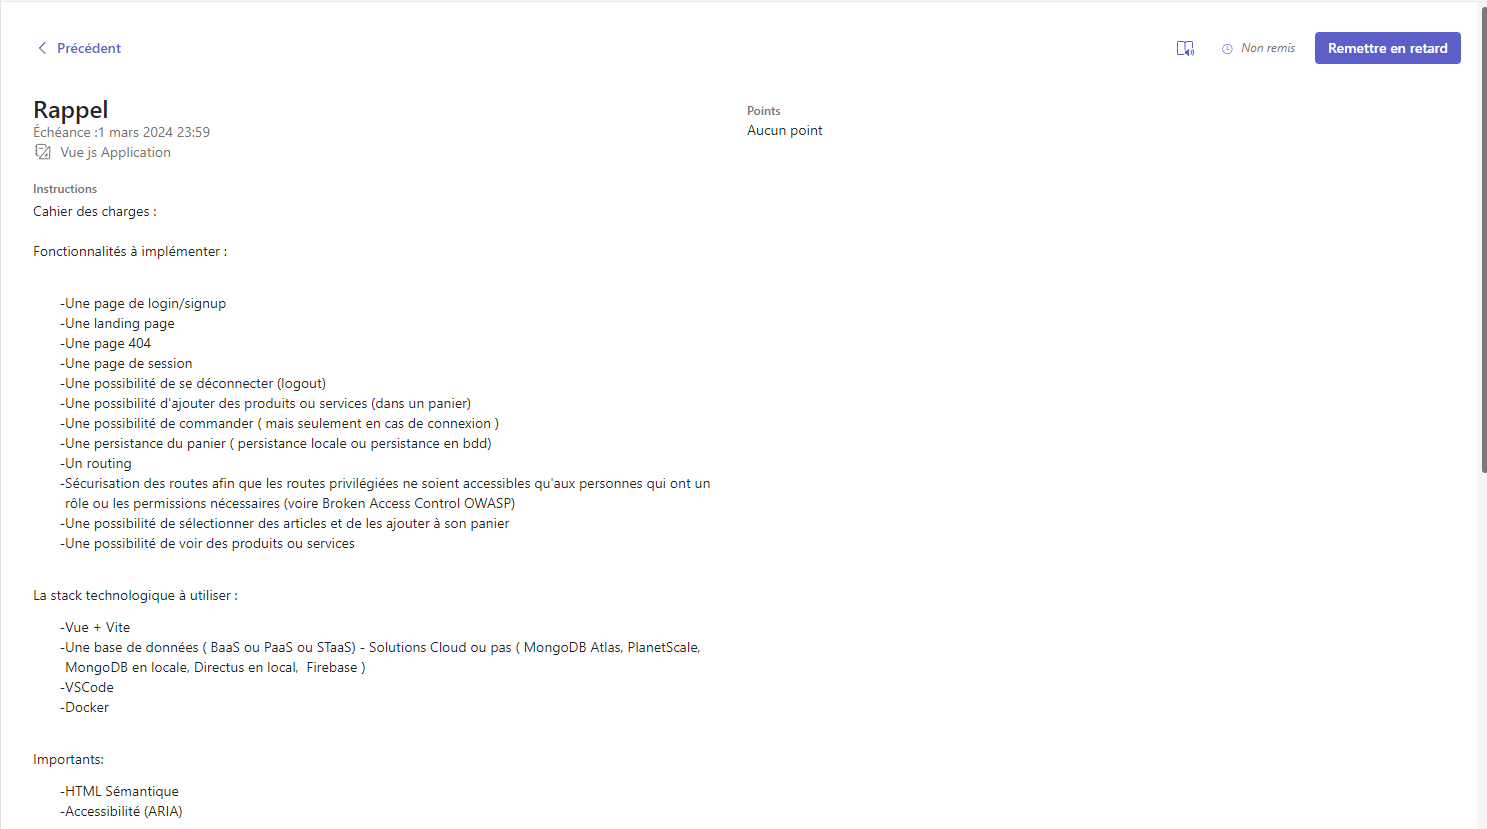 Précédent
Non remis
Remettre en retard
Rappel
Échéance :1 mars 2024 23:59
Vue js Application
Points
Aucun point
Instructions
Cahier des charges :
Fonctionnalités à implémenter :
-Une page de login/signup
-Une landing page
-Une page 404
-Une page de session
-Une possibilité de se déconnecter (logout)
-Une possibilité d'ajouter des produits ou services (dans un panier)
-Une possibilité de commander ( mais seulement en cas de connexion )
-Une persistance du panier ( persistance locale ou persistance en bdd)
-Un routing
-Sécurisation des routes afin que les routes privilégiées ne soient accessibles qu'aux personnes qui ont un
rôle ou les permissions nécessaires (voire Broken Access Control OWASP)
-Une possibilité de sélectionner des articles et de les ajouter à son panier
-Une possibilité de voir des produits ou services
La stack technologique à utiliser :
-Vue + Vite
-Une base de données ( BaaS ou PaaS ou STaaS) - Solutions Cloud ou pas ( MongoDB Atlas, PlanetScale,
MongoDB en locale, Directus en local,  Firebase )
-VSCode
-Docker
Importants:
-HTML Sémantique
-Accessibilité (ARIA)